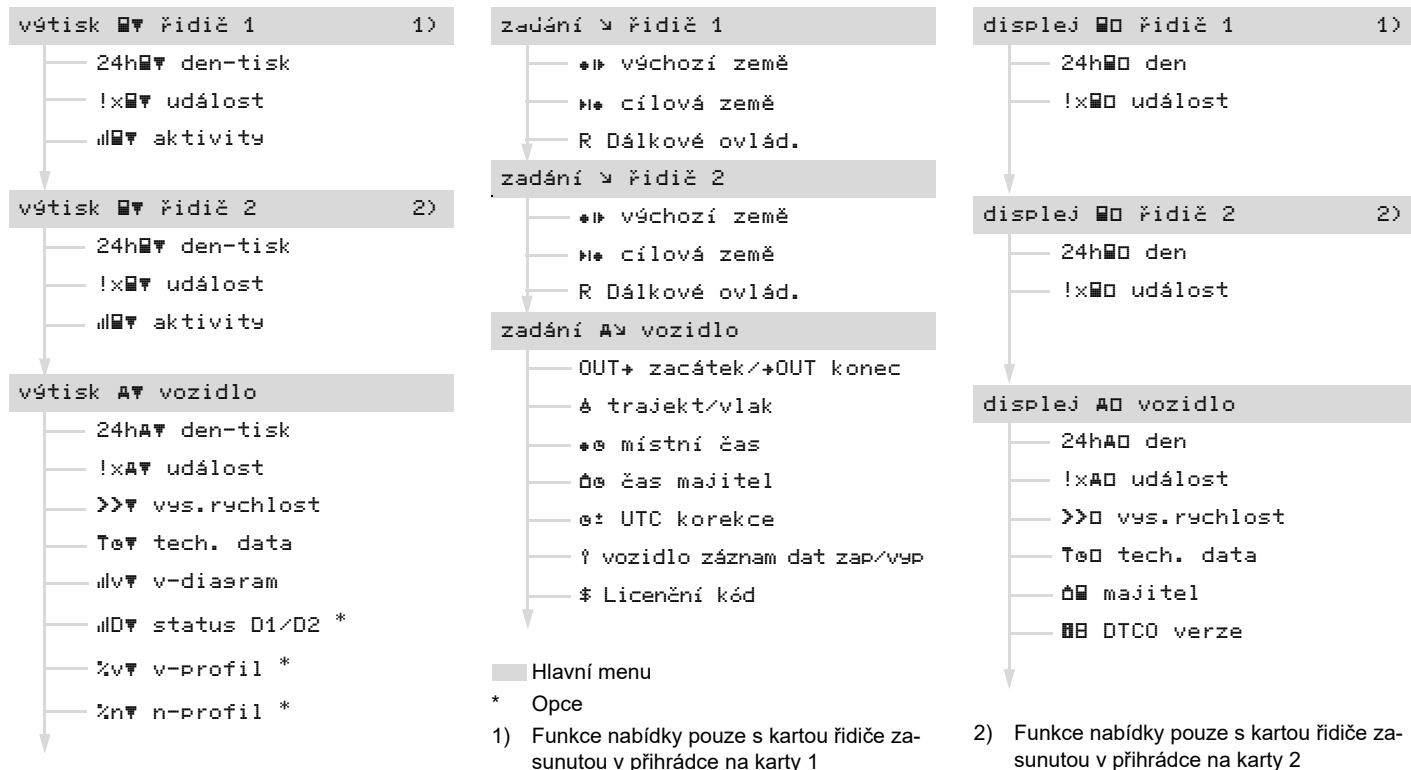 výtisk řidič 1 1)
24h den-tisk
!x událost
aktivity
výtisk řidič 2 2)
24h den-tisk
!x událost
aktivity
výtisk vozidlo
24h den-tisk
!x událost
>> vys.rychlost
T tech. data
v v-diagram
D status D1/D2 *
%v v-profil *
%n n-profil *
zadání řidič 1
výchozí země
cílová země
R Dálkové ovlád.
zadání řidič 2
výchozí země
cílová země
R Dálkové ovlád.
zadání vozidlo
OUT→ zacátek/→OUT konec
trajekt/vlak
místní čas
čas majitel
± UTC korekce
vozidlo záznam dat zap/vyp
$ Licenční kód
Hlavní menu
* Opce
1) Funkce nabídky pouze s kartou řidiče za-
sunutou v přihrádce na karty 1
displej řidič 1 1)
24h den
!x událost
displej řidič 2 2)
24h den
!x událost
displej vozidlo
24h den
!x událost
>> vys.rychlost
T tech. data
majitel
DTCO verze
2) Funkce nabídky pouze s kartou řidiče za-
sunutou v přihrádce na karty 2